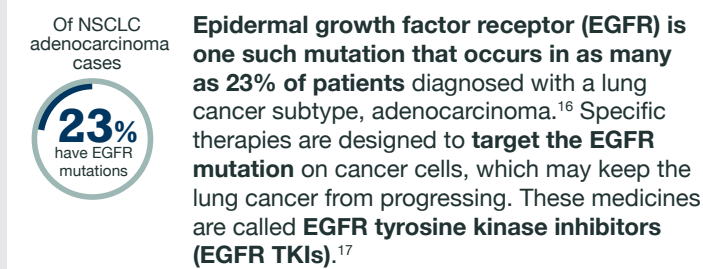 Of NSCLC
adenocarcinoma
cases
23%
have EGFR
mutations
Epidermal growth factor receptor (EGFR) is
one such mutation that occurs in as many
as 23% of patients diagnosed with a lung
cancer subtype, adenocarcinoma.16 Specific
therapies are designed to target the EGFR
mutation on cancer cells, which may keep the
lung cancer from progressing. These medicines
are called EGFR tyrosine kinase inhibitors
(EGFR TKIs).17